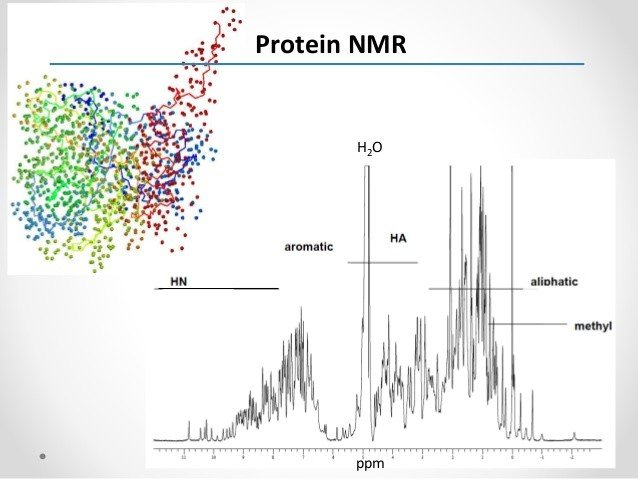 Protein NMR
H₂O
HA
aromatic
HN
aliphatic
methyl
ppm